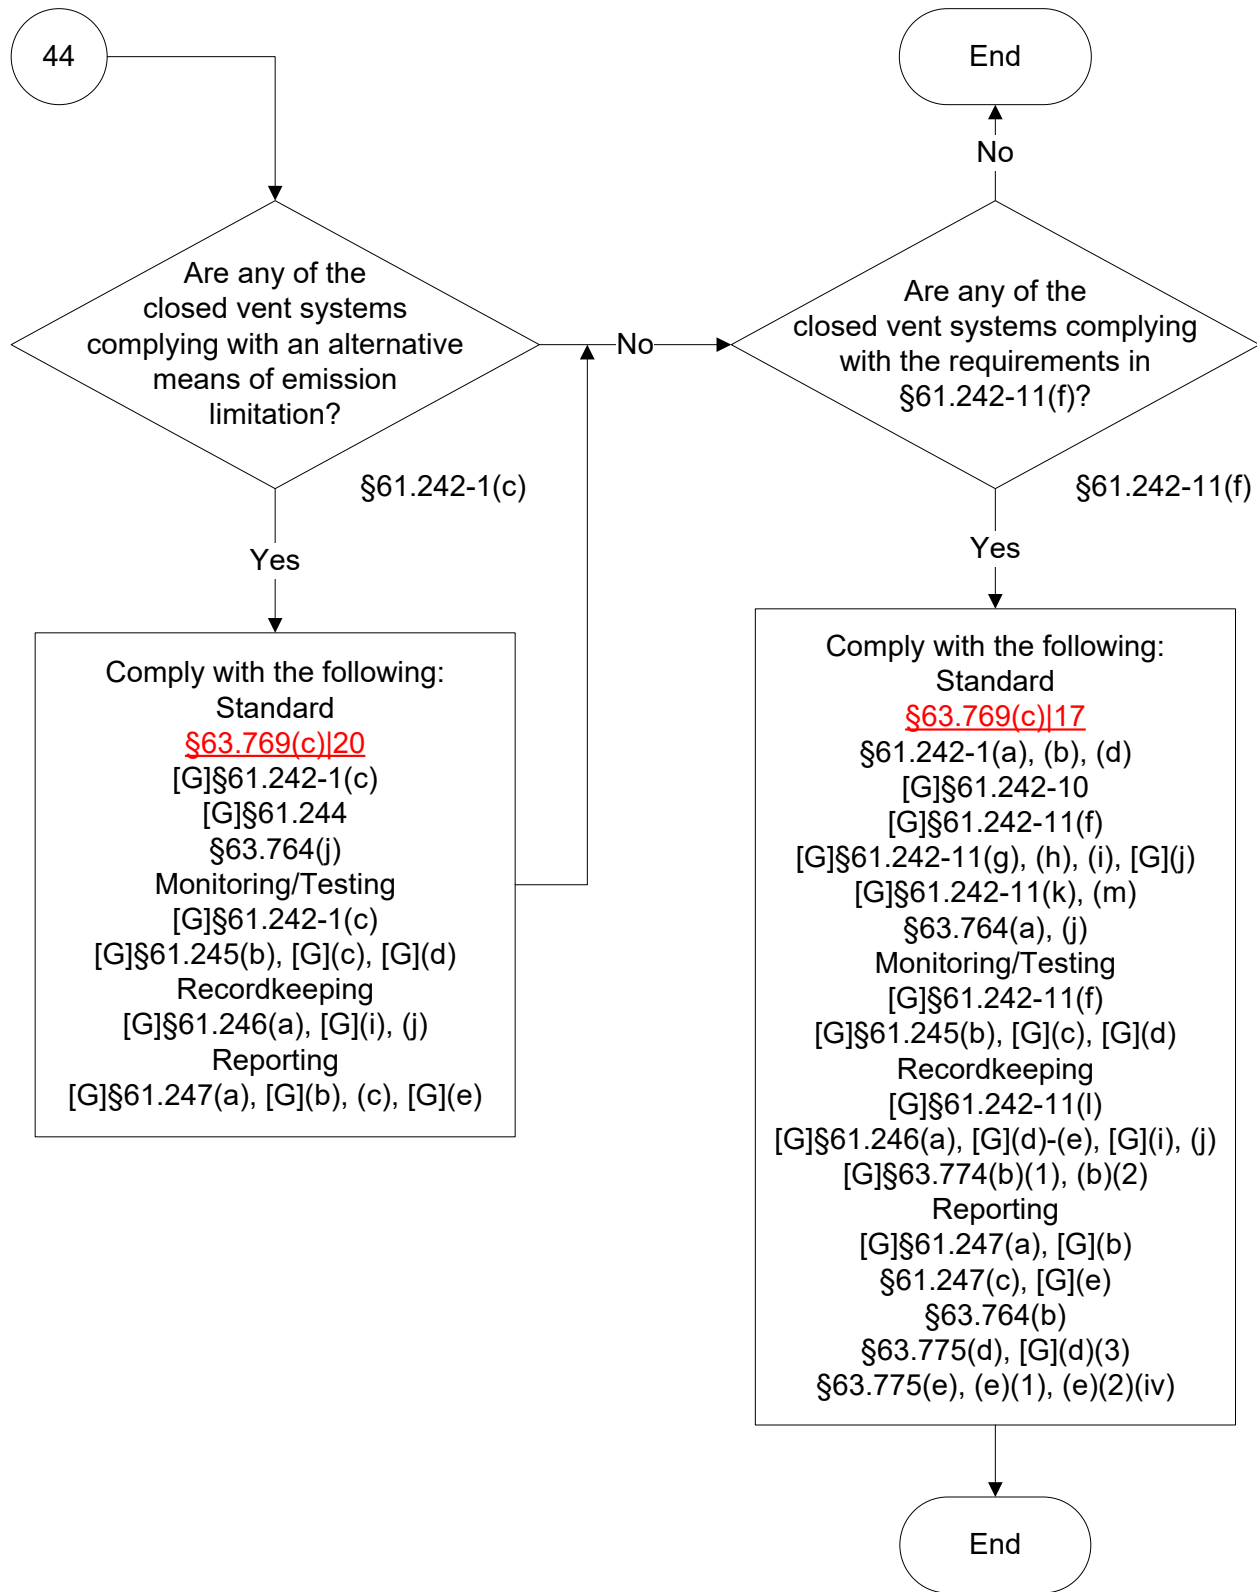 44
Are any of the
closed vent systems
complying with an alternative
means of emission
limitation?
§61.242-1(c)
Yes
No
Comply with the following:
Standard
§63.769(c)|20
[G]§61.242-1(c)
[G]§61.244
§63.764(j)
Monitoring/Testing
[G]§61.242-1(c)
[G]§61.245(b), [G](c), [G](d)
Recordkeeping
[G]§61.246(a), [G](i), (j)
Reporting
[G]§61.247(a), [G](b), (c), [G](e)
End
No
Are any of the
closed vent systems complying
with the requirements in
§61.242-11(f)?
§61.242-11(f)
Yes
Comply with the following:
Standard
§63.769(c)|17
§61.242-1(a), (b), (d)
[G]§61.242-10
[G]§61.242-11(f)
[G]§61.242-11(g), (h), (i), [G](j)
[G]§61.242-11(k), (m)
§63.764(a), (j)
Monitoring/Testing
[G]§61.242-11(f)
[G]§61.245(b), [G](c), [G](d)
Recordkeeping
[G]§61.242-11(l)
[G]§61.246(a), [G](d)-(e), [G](i), (j)
[G]§63.774(b)(1), (b)(2)
Reporting
[G]§61.247(a), [G](b)
§61.247(c), [G](e)
§63.764(b)
§63.775(d), [G](d)(3)
§63.775(e), (e)(1), (e)(2)(iv)
End